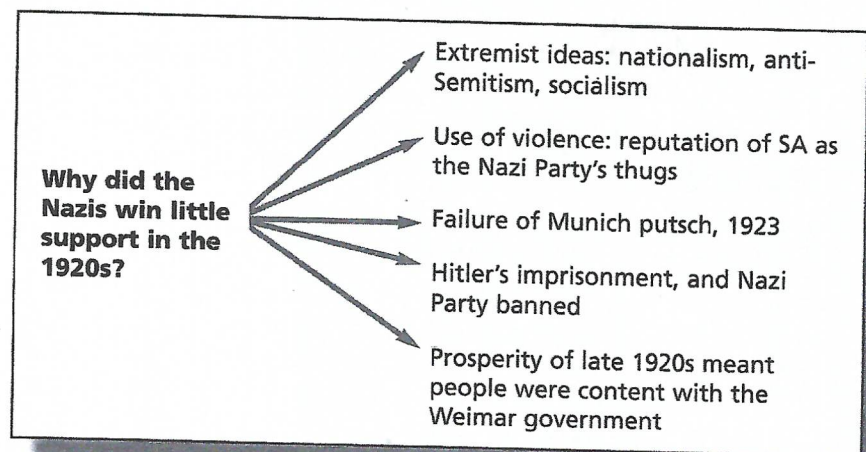 Why did the
Nazis win little
support in the
1920s?
Extremist ideas: nationalism, anti-
Semitism, socialism
Use of violence: reputation of SA as
the Nazi Party's thugs
Failure of Munich putsch, 1923
Hitler's imprisonment, and Nazi
Party banned
Prosperity of late 1920s meant
people were content with the
Weimar government